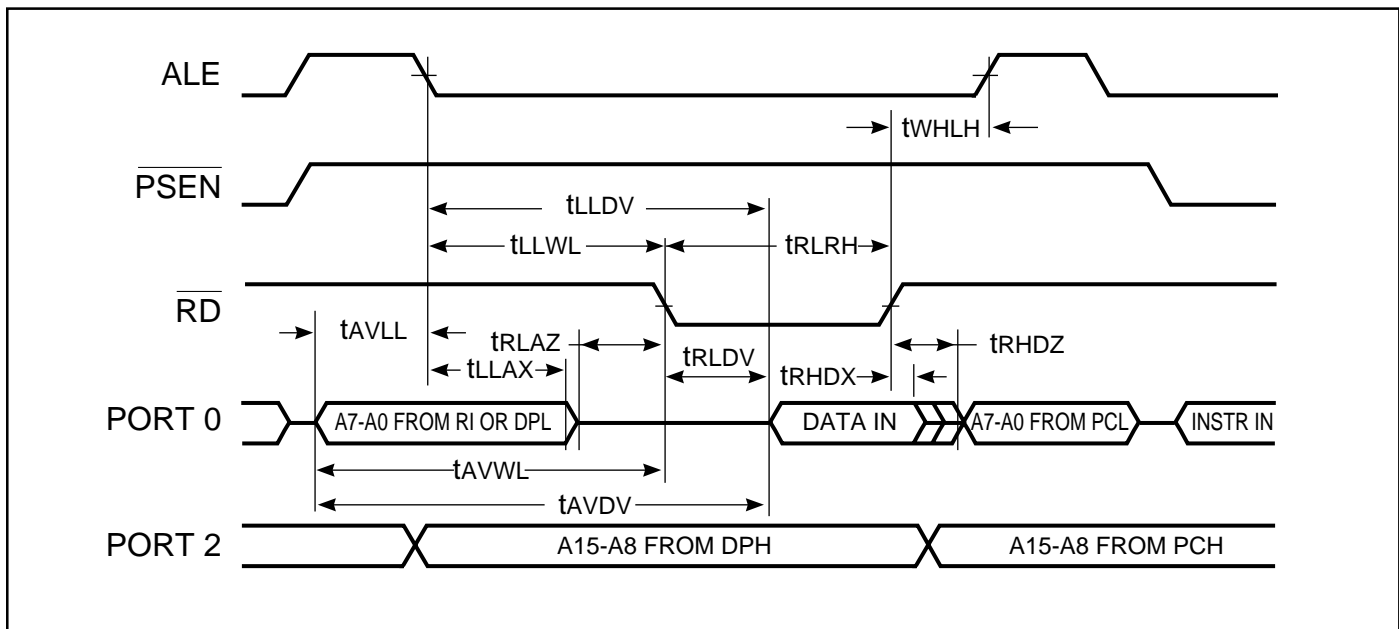 ALE
tWHLH
PSEN
tLLDV
tLLWL
tRLRH
RD
tAVLL
tRLAZ
tRLDV
tRHDZ
tLLAX
tRHDX
PORT 0
A7-A0 FROM RI OR DPL
DATA IN
A7-A0 FROM PCL
INSTR IN
tAVWL
tAVDV
PORT 2
A15-A8 FROM DPH
A15-A8 FROM PCH